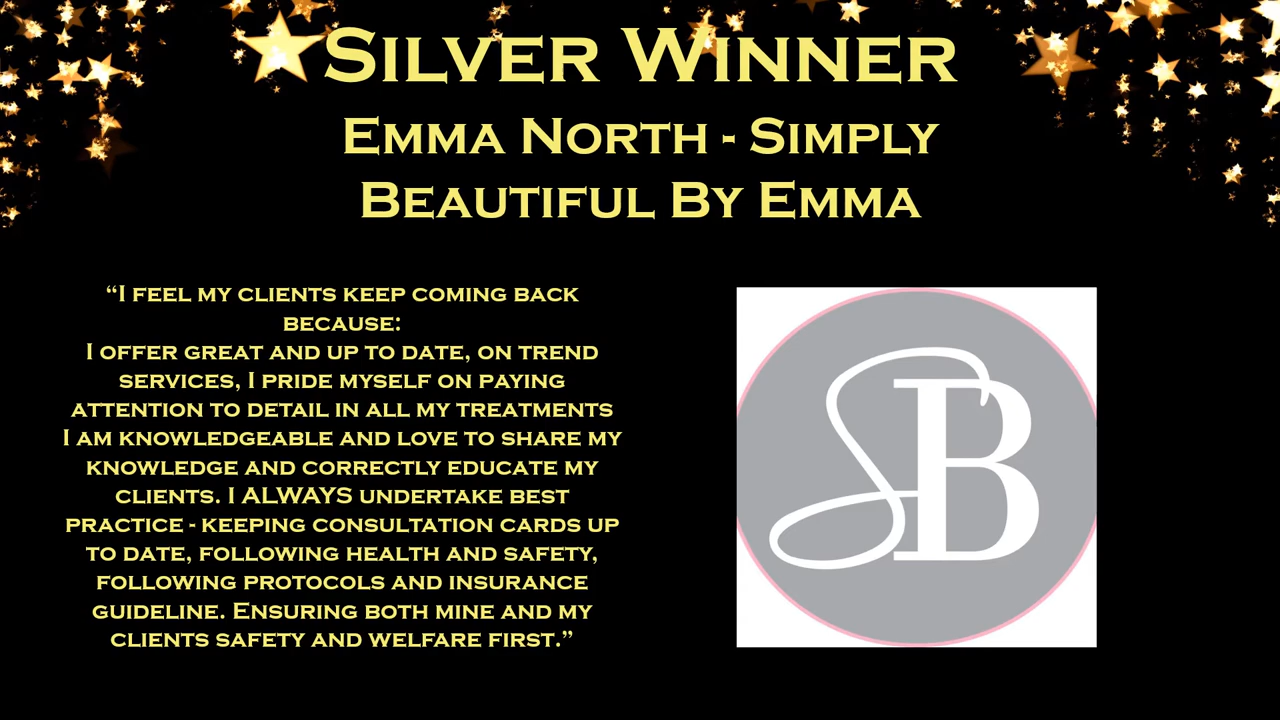 Silver Winner
Emma North - Simply
Beautiful By Emma
“I feel my clients keep coming back
because:
I offer great and up to date, on trend
services, I pride myself on paying
attention to detail in all my treatments
I am knowledgeable and love to share my
knowledge and correctly educate my
clients. I ALWAYS undertake best
practice - keeping consultation cards up
to date, following health and safety,
following protocols and insurance
guideline. Ensuring both mine and my
clients safety and welfare first.”
SB